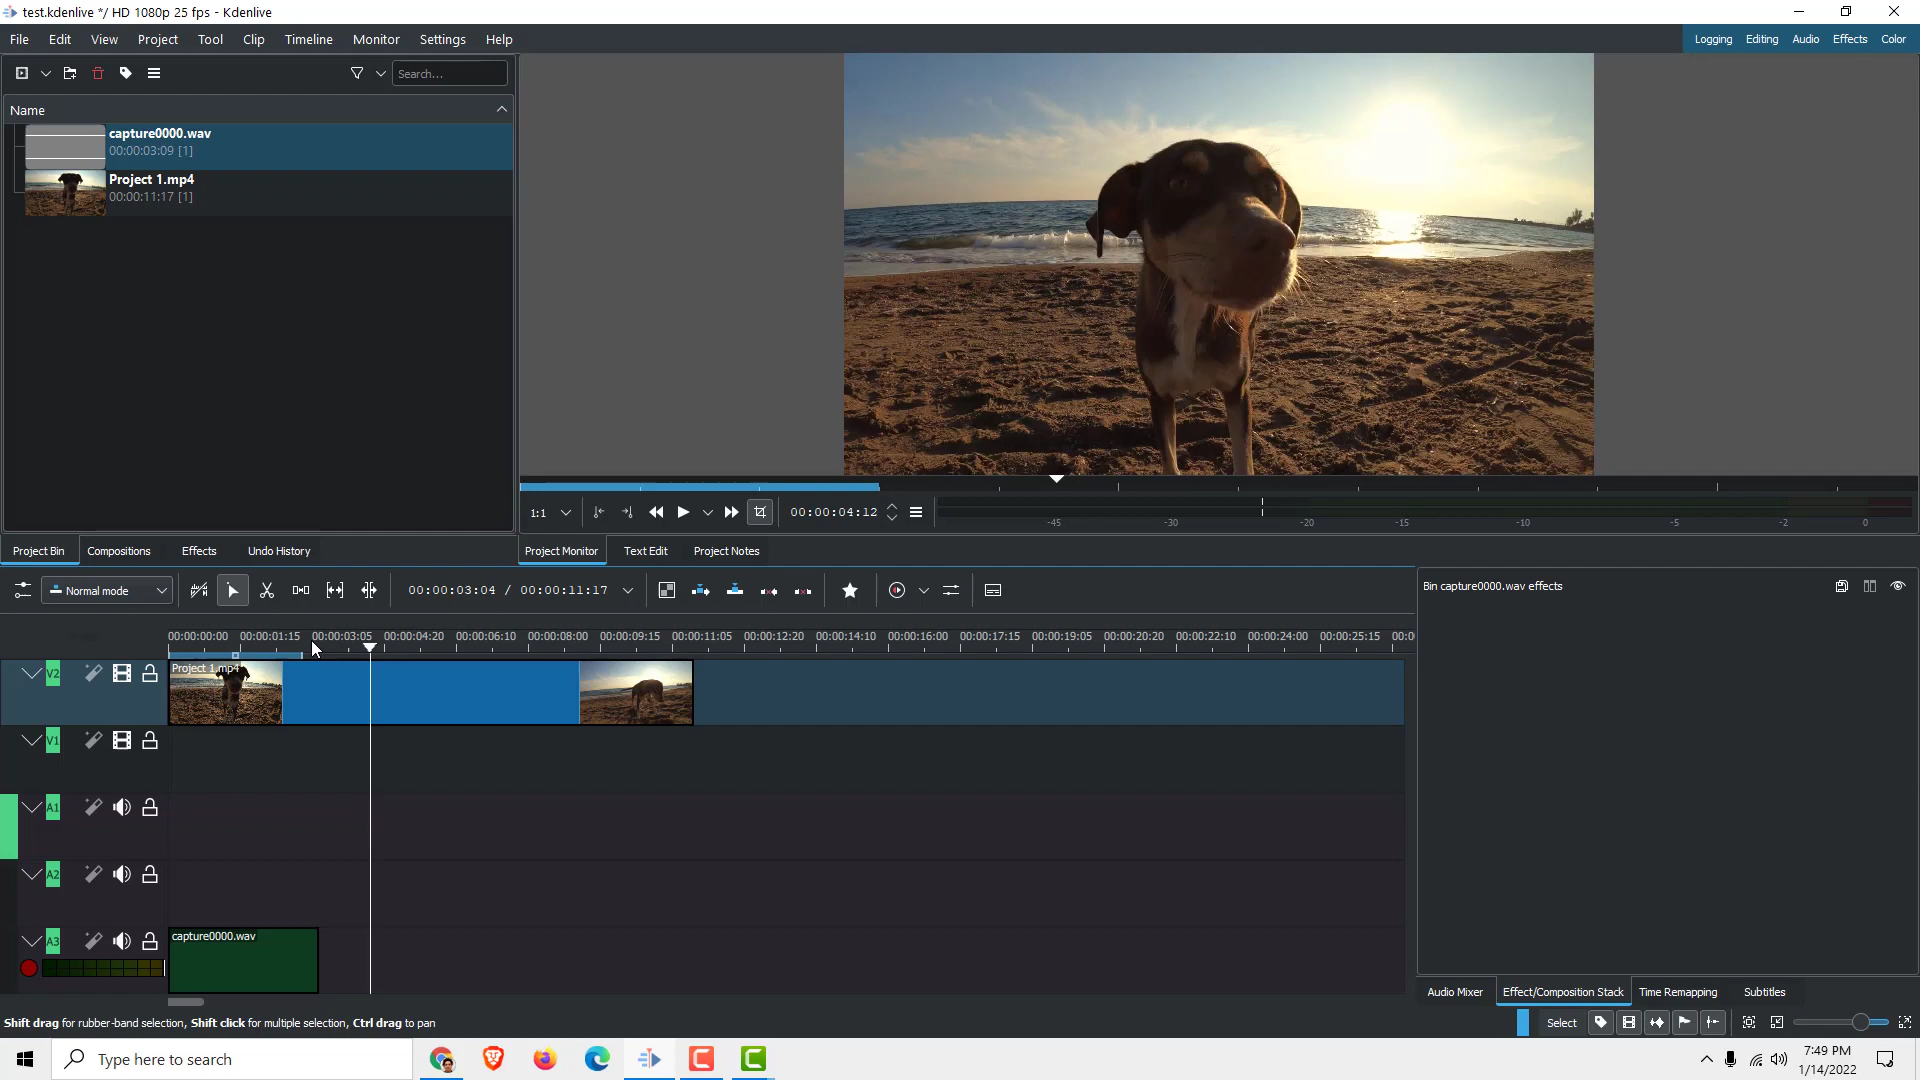 test.kdenlive */ HD 1080p 25 fps - Kdenlive
File Edit View Project Tool Clip Timeline Monitor Settings Help
Logging Editing Audio Effects Color
Search...
Name
capture0000.wav
00:00:03:09 [1]
Project 1.mp4
00:00:11:17 [1]
1:1
00:00:04:12
-45 -30 -20 -15 -10 -5 -2 0
Project Bin Compositions Effects Undo History
Project Monitor Text Edit Project Notes
Normal mode
00:00:03:04 / 00:00:11:17
Bin capture0000.wav effects
00:00:00:00 00:00:01:15 00:00:03:05 00:00:04:20 00:00:06:10 00:00:08:00 00:00:09:15 00:00:11:05 00:00:12:20 00:00:14:10 00:00:16:00 00:00:17:15 00:00:19:05 00:00:20:20 00:00:22:10 00:00:24:00 00:00:25:15 00:0
V2
Project 1.mp4
V1
A1
A2
A3
capture0000.wav
Audio Mixer Effect/Composition Stack Time Remapping Subtitles
Shift drag for rubber-band selection, Shift click for multiple selection, Ctrl drag to pan
Select
Type here to search
7:49 PM
1/14/2022